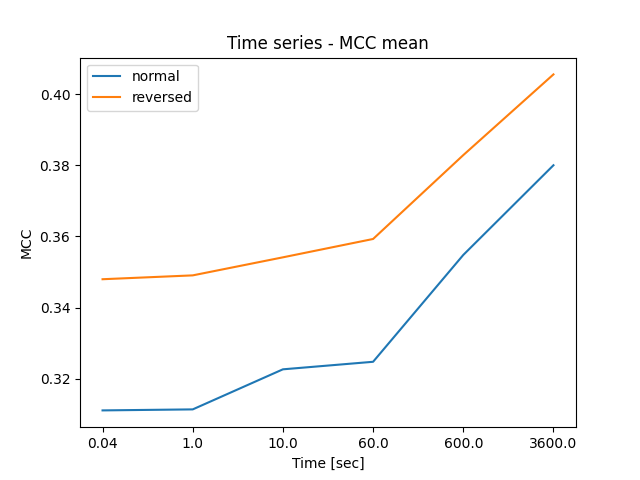 Time series - MCC mean
normal
reversed
MCC
0.40
0.38
0.36
0.34
0.32
0.04 1.0 10.0 60.0 600.0 3600.0
Time [sec]